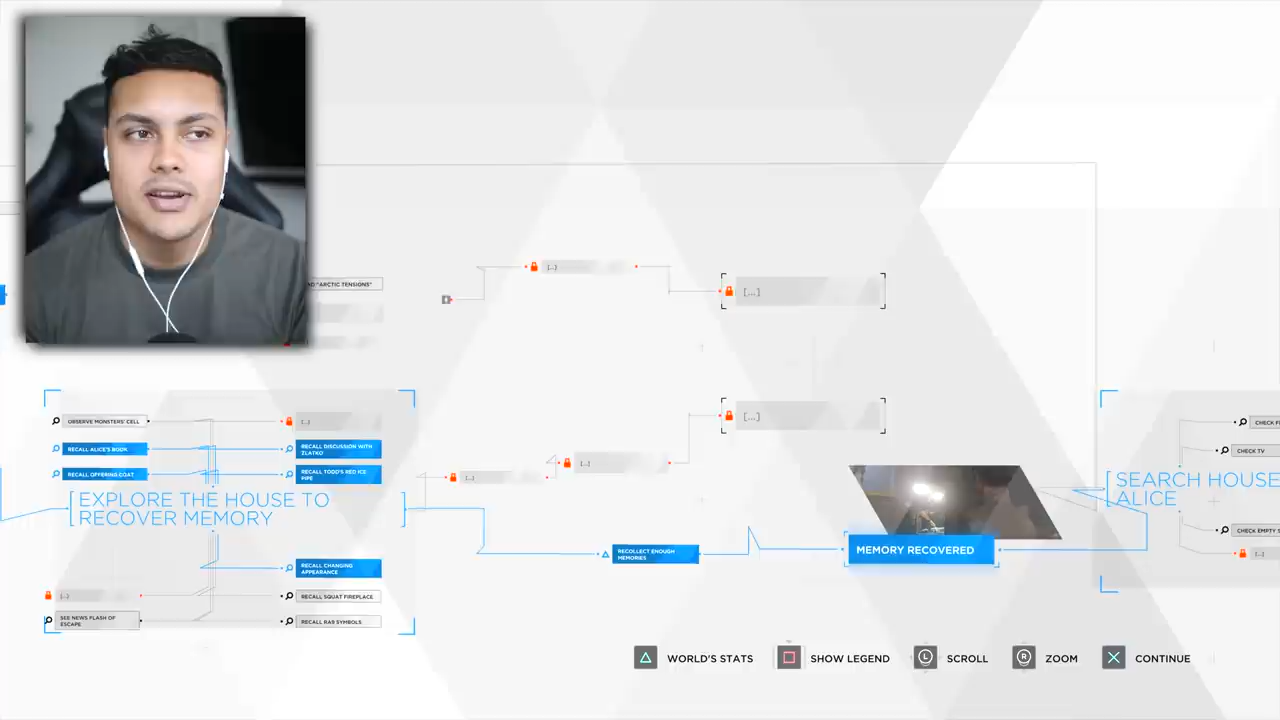 AD "ARCTIC TENSIONS"
[...]
[...]
[...]
OBSERVE MONSTERS' CELL
[...]
RECALL ALICE'S BOOK
RECALL DISCUSSION WITH
ZLATKO
RECALL OFFERING COAT
RECALL TODD'S RED ICE
PIPE
[ EXPLORE THE HOUSE TO
RECOVER MEMORY ]
[...]
[...]
RECOLLECT ENOUGH
MEMORIES
MEMORY RECOVERED
RECALL CHANGING
APPEARANCE
[...]
RECALL SQUAT FIREPLACE
SEE NEWS FLASH OF
ESCAPE
RECALL RA9 SYMBOLS
CHECK
CHECK TV
[ SEARCH HOUSE
ALICE
CHECK EMPTY
[...]
WORLD'S STATS
SHOW LEGEND
L SCROLL
R ZOOM
CONTINUE